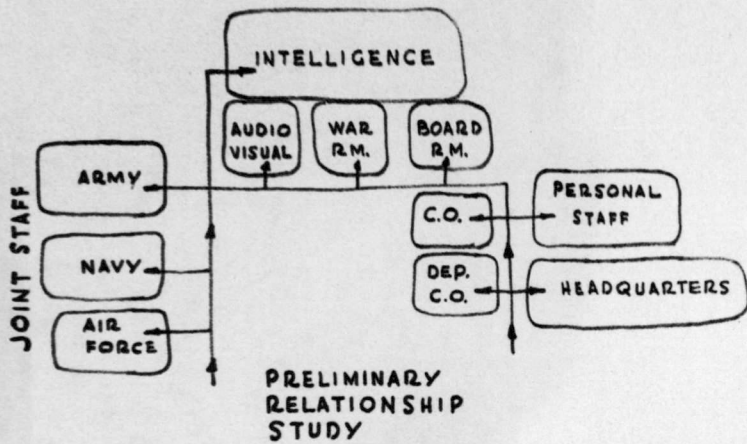 INTELLIGENCE
AUDIO
VISUAL
WAR
RM.
BOARD
RM.
JOINT STAFF
ARMY
NAVY
AIR
FORCE
C.O.
DEP.
C.O.
PERSONAL
STAFF
HEADQUARTERS
PRELIMINARY
RELATIONSHIP
STUDY